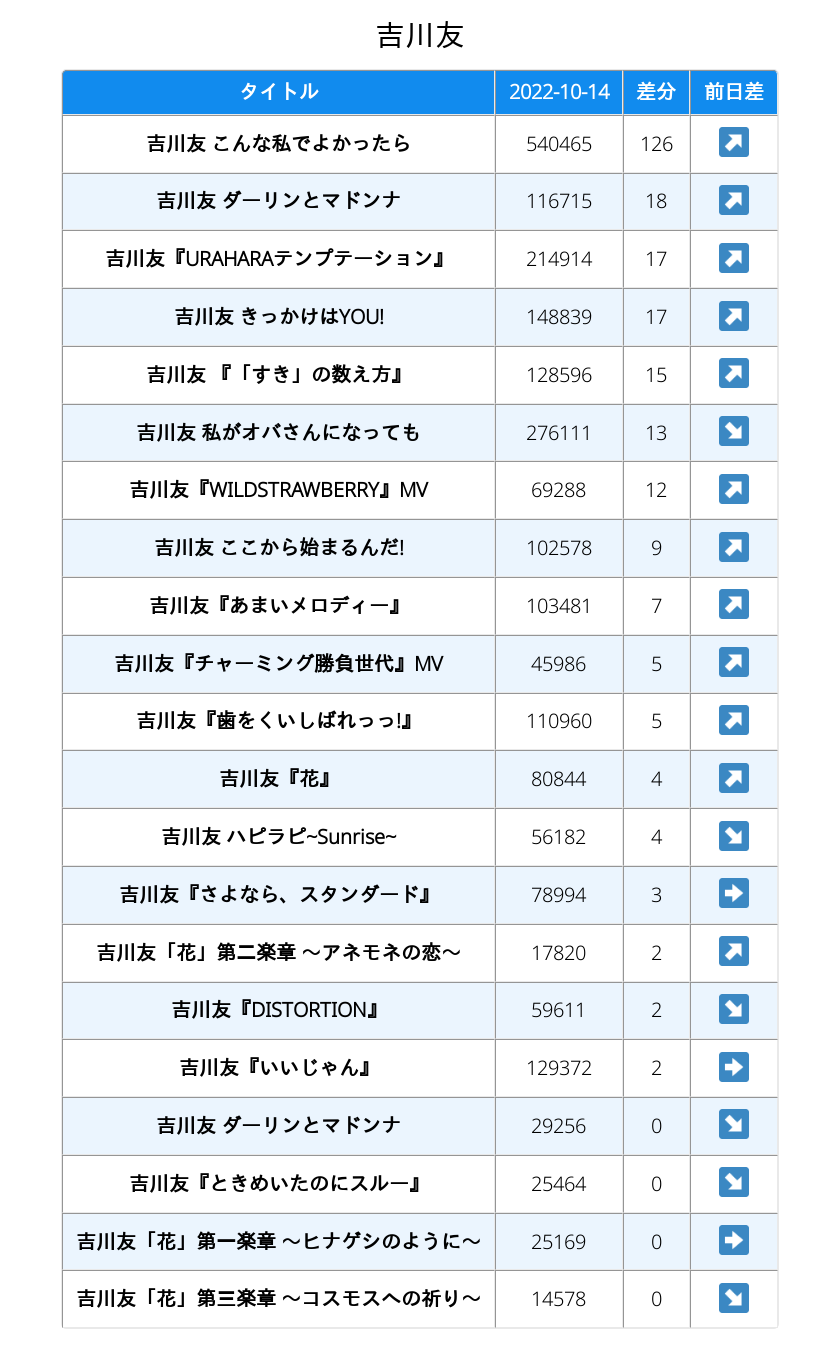 吉川友
タイトル 2022-10-14 差分 前日差
吉川友 こんな私でよかったら 540465 126 ↗
吉川友 ダーリンとマドンナ 116715 18 ↗
吉川友『URAHARAテンプテーション』 214914 17 ↗
吉川友 きっかけはYOU! 148839 17 ↗
吉川友 『「すき」の数え方』 128596 15 ↗
吉川友 私がオバさんになっても 276111 13 ↘
吉川友『WILDSTRAWBERRY』MV 69288 12 ↗
吉川友 ここから始まるんだ! 102578 9 ↗
吉川友『あまいメロディー』 103481 7 ↗
吉川友『チャーミング勝負世代』MV 45986 5 ↗
吉川友『歯をくいしばれっっ!』 110960 5 ↗
吉川友『花』 80844 4 ↗
吉川友 ハピラピ~Sunrise~ 56182 4 ↘
吉川友『さよなら、スタンダード』 78994 3 →
吉川友「花」第二楽章 〜アネモネの恋〜 17820 2 ↗
吉川友『DISTORTION』 59611 2 ↘
吉川友『いいじゃん』 129372 2 →
吉川友 ダーリンとマドンナ 29256 0 ↘
吉川友『ときめいたのにスルー』 25464 0 ↘
吉川友「花」第一楽章 〜ヒナゲシのように〜 25169 0 →
吉川友「花」第三楽章 〜コスモスへの祈り〜 14578 0 ↘